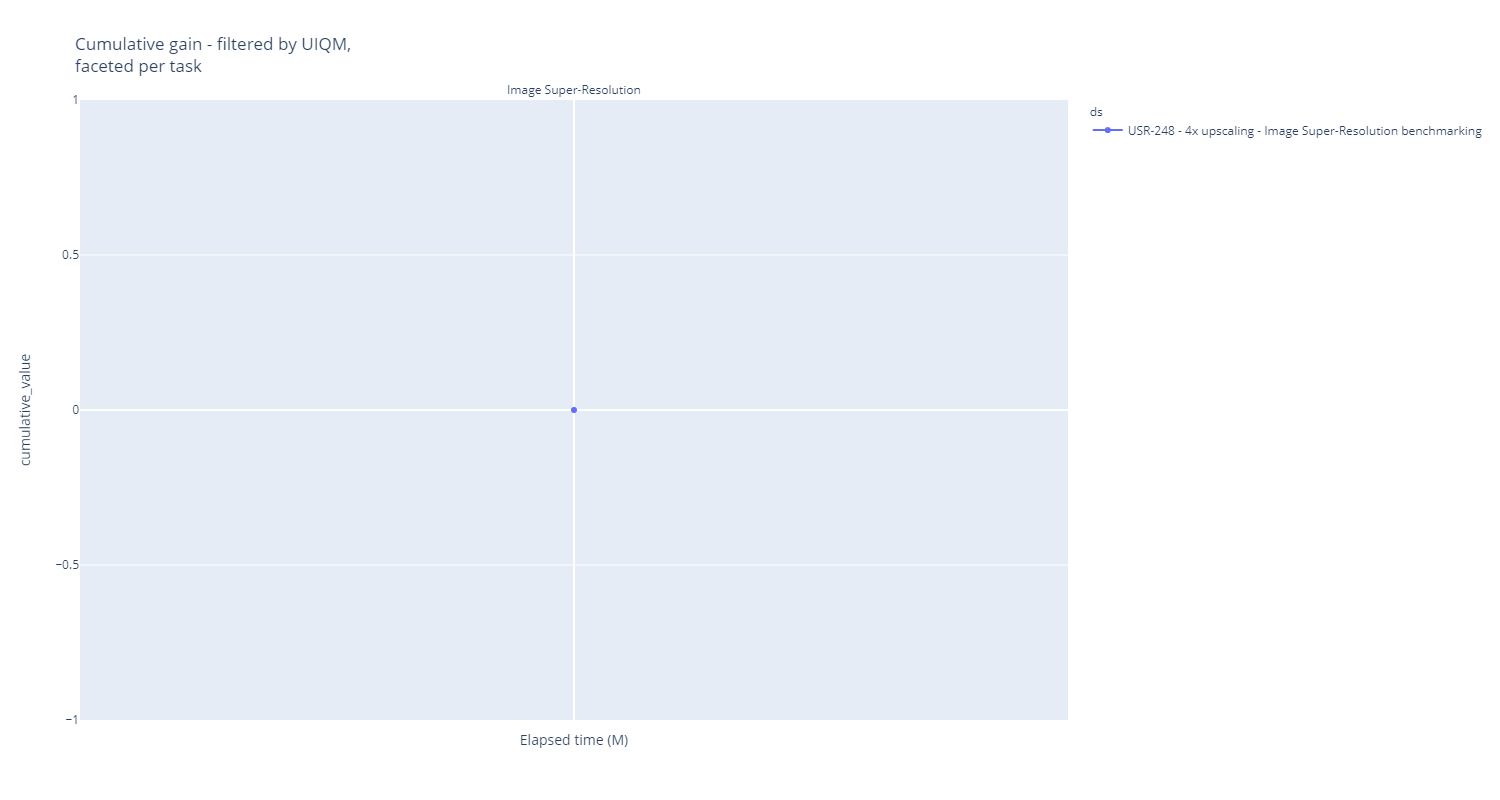 Cumulative gain - filtered by UIQM,
faceted per task
Image Super-Resolution
1
0.5
0
−0.5
−1
cumulative_value
Elapsed time (M)
ds
USR-248 - 4x upscaling - Image Super-Resolution benchmarking